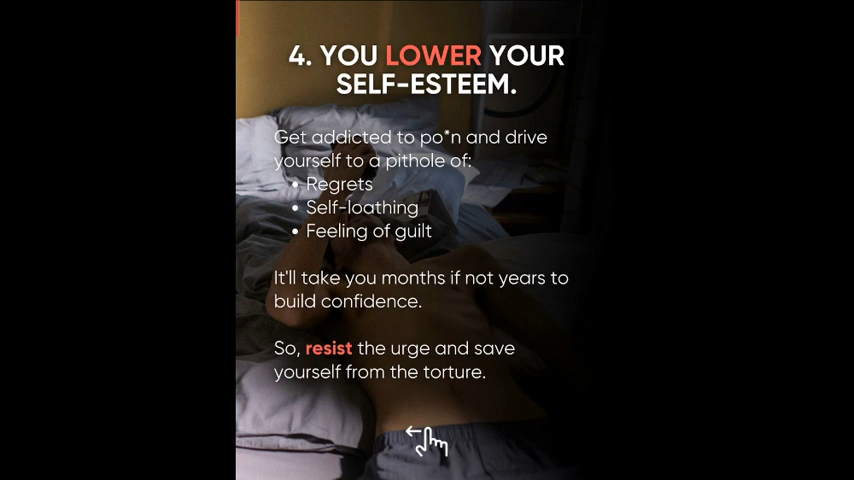 4. YOU LOWER YOUR
SELF-ESTEEM.
Get addicted to po*n and drive
yourself to a pithole of:
• Regrets
• Self-loathing
• Feeling of guilt
It'll take you months if not years to
build confidence.
So, resist the urge and save
yourself from the torture.